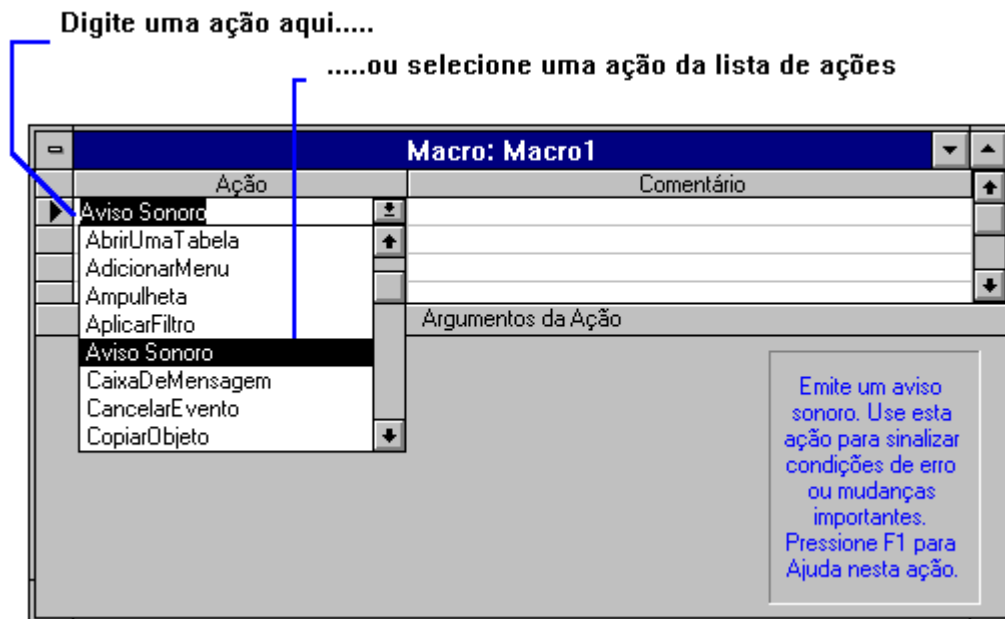 Digite uma ação aqui.....
.....ou selecione uma ação da lista de ações
Macro: Macro1
Ação
Comentário
Aviso Sonoro
AbrirUmaTabela
AdicionarMenu
Ampulheta
AplicarFiltro
Aviso Sonoro
CaixaDeMensagem
CancelarEvento
CopiarObjeto
Argumentos da Ação
Emite um aviso
sonoro. Use esta
ação para sinalizar
condições de erro
ou mudanças
importantes.
Pressione F1 para
Ajuda nesta ação.